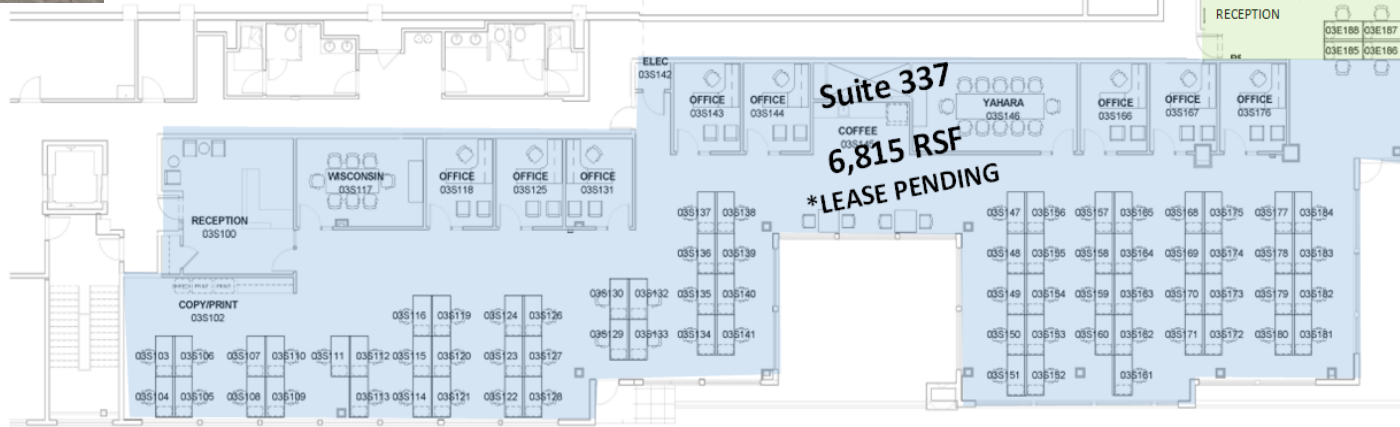 RECEPTION
03E188 03E187
03E185 03E186
ELEC
03S142
OFFICE
03S143
OFFICE
03S144
Suite 337
COFFEE
6,815 RSF
*LEASE PENDING
YAHARA
03S146
OFFICE
03S166
OFFICE
03S167
OFFICE
03S176
RECEPTION
03S100
WISCONSIN
03S117
OFFICE
03S118
OFFICE
03S125
OFFICE
03S131
COPY/PRINT
03S102
03S137 03S138
03S136 03S139
03S135 03S140
03S134 03S141
03S130 03S132
03S129 03S133
03S116 03S119 03S124 03S126
03S103 03S106 03S107 03S110 03S111 03S112 03S115 03S120 03S123 03S127
03S104 03S105 03S108 03S109 03S113 03S114 03S121 03S122 03S128
03S147 03S156 03S157 03S165 03S168 03S175 03S177 03S184
03S148 03S155 03S158 03S164 03S169 03S174 03S178 03S183
03S149 03S154 03S159 03S163 03S170 03S173 03S179 03S182
03S150 03S153 03S160 03S162 03S171 03S172 03S180 03S181
03S151 03S152 03S161